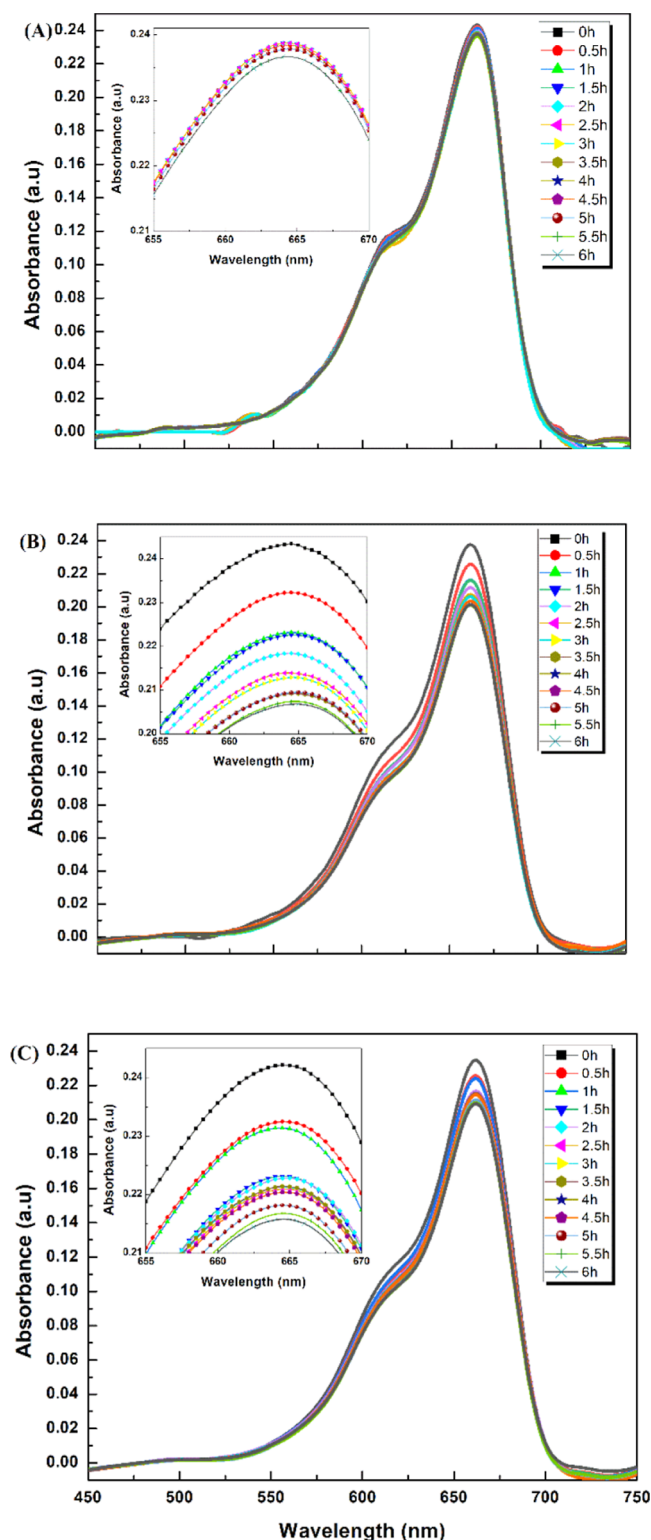 (A)
Absorbance (a.u)
0.24
0.22
0.20
0.18
0.16
0.14
0.12
0.10
0.08
0.06
0.04
0.02
0.00
Absorbance (a.u)
0.24
0.23
0.22
0.21
655
660
665
670
Wavelength (nm)
0h
0.5h
1h
1.5h
2h
2.5h
3h
3.5h
4h
4.5h
5h
5.5h
6h
(B)
Absorbance (a.u)
0.24
0.22
0.20
0.18
0.16
0.14
0.12
0.10
0.08
0.06
0.04
0.02
0.00
Absorbance (a.u)
0.24
0.23
0.22
0.21
0.20
655
660
665
670
Wavelength (nm)
0h
0.5h
1h
1.5h
2h
2.5h
3h
3.5h
4h
4.5h
5h
5.5h
6h
(C)
Absorbance (a.u)
0.24
0.22
0.20
0.18
0.16
0.14
0.12
0.10
0.08
0.06
0.04
0.02
0.00
Absorbance (a.u)
0.24
0.23
0.22
0.21
655
660
665
670
Wavelength (nm)
0h
0.5h
1h
1.5h
2h
2.5h
3h
3.5h
4h
4.5h
5h
5.5h
6h
450
500
550
600
650
700
750
Wavelength (nm)